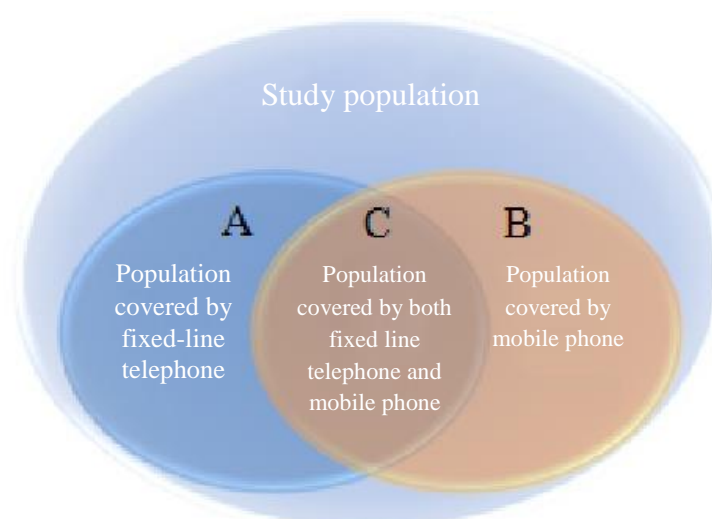 Study population
A
Population
covered by
fixed-line
telephone
C
Population
covered by both
fixed line
telephone and
mobile phone
B
Population
covered by
mobile phone